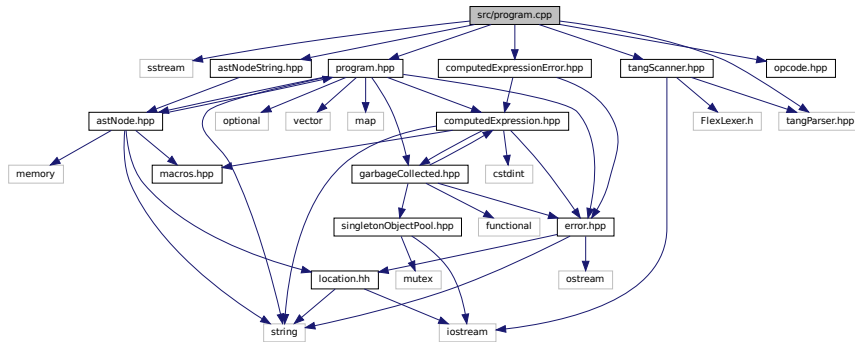 src/program.cpp
sstream
astNodeString.hpp
program.hpp
computedExpressionError.hpp
tangScanner.hpp
opcode.hpp
astNode.hpp
optional
vector
map
computedExpression.hpp
FlexLexer.h
tangParser.hpp
memory
macros.hpp
garbageCollected.hpp
cstdint
singletonObjectPool.hpp
functional
error.hpp
location.hh
mutex
ostream
string
iostream